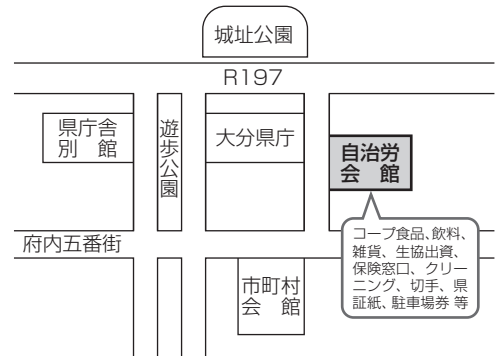 城址公園
R197
県庁舎
別　館
遊歩公園
大分県庁
自治労
会　館
コープ食品、飲料、
雑貨、生協出資、
保険窓口、クリー
ニング、切手、県
証紙、駐車場券 等
府内五番街
市町村
会　館